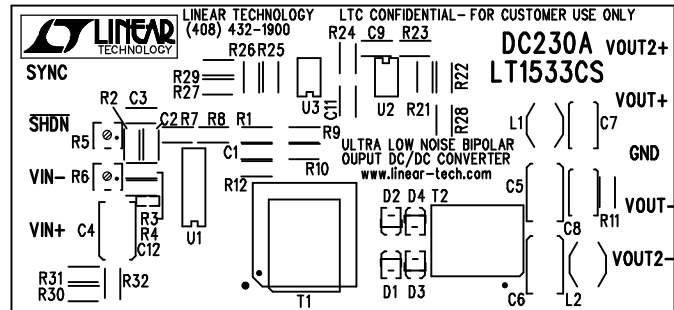 LINEAR TECHNOLOGY LTC CONFIDENTIAL-FOR CUSTOMER USE ONLY
LINEAR
TECHNOLOGY
(408) 432-1900
R24 C9 R23
DC230A VOUT2+
R26 R25
SYNC
LT1533CS
R29
R27
R22
R2 C3
U3 U2 R21
VOUT+
SHDN
C11
R28
R5
C2 R7 R8 R1 R9
L1 C7
ULTRA LOW NOISE BIPOLAR
OUPUT DC/DC CONVERTER
www.linear-tech.com
C1
GND
VIN- R6
R10
R12
C5
D2 D4 T2
VOUT-
R3
R11
VIN+ C4 R4
U1
C8
C12
VOUT2-
R31 R32
R30
D1 D3
T1
C6 L2